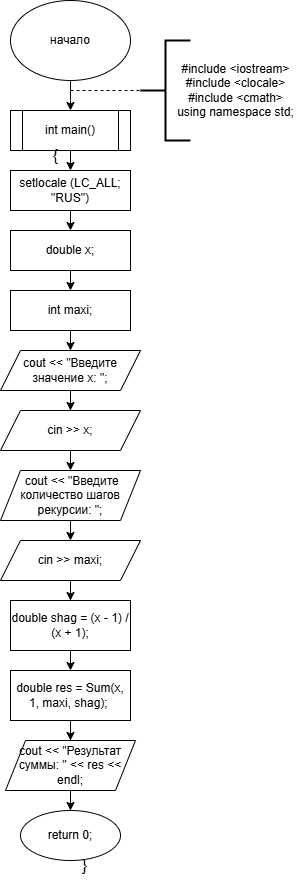 начало
#include <iostream>
#include <clocale>
#include <cmath>
using namespace std;
int main()
{
setlocale (LC_ALL;
"RUS")
double x;
int maxi;
cout << "Введите
значение x: ";
cin >> x;
cout << "Введите
количество шагов
рекурсии: ";
cin >> maxi;
double shag = (x - 1) /
(x + 1);
double res = Sum(x,
1, maxi, shag);
cout << "Результат
суммы: " << res <<
endl;
return 0;
}